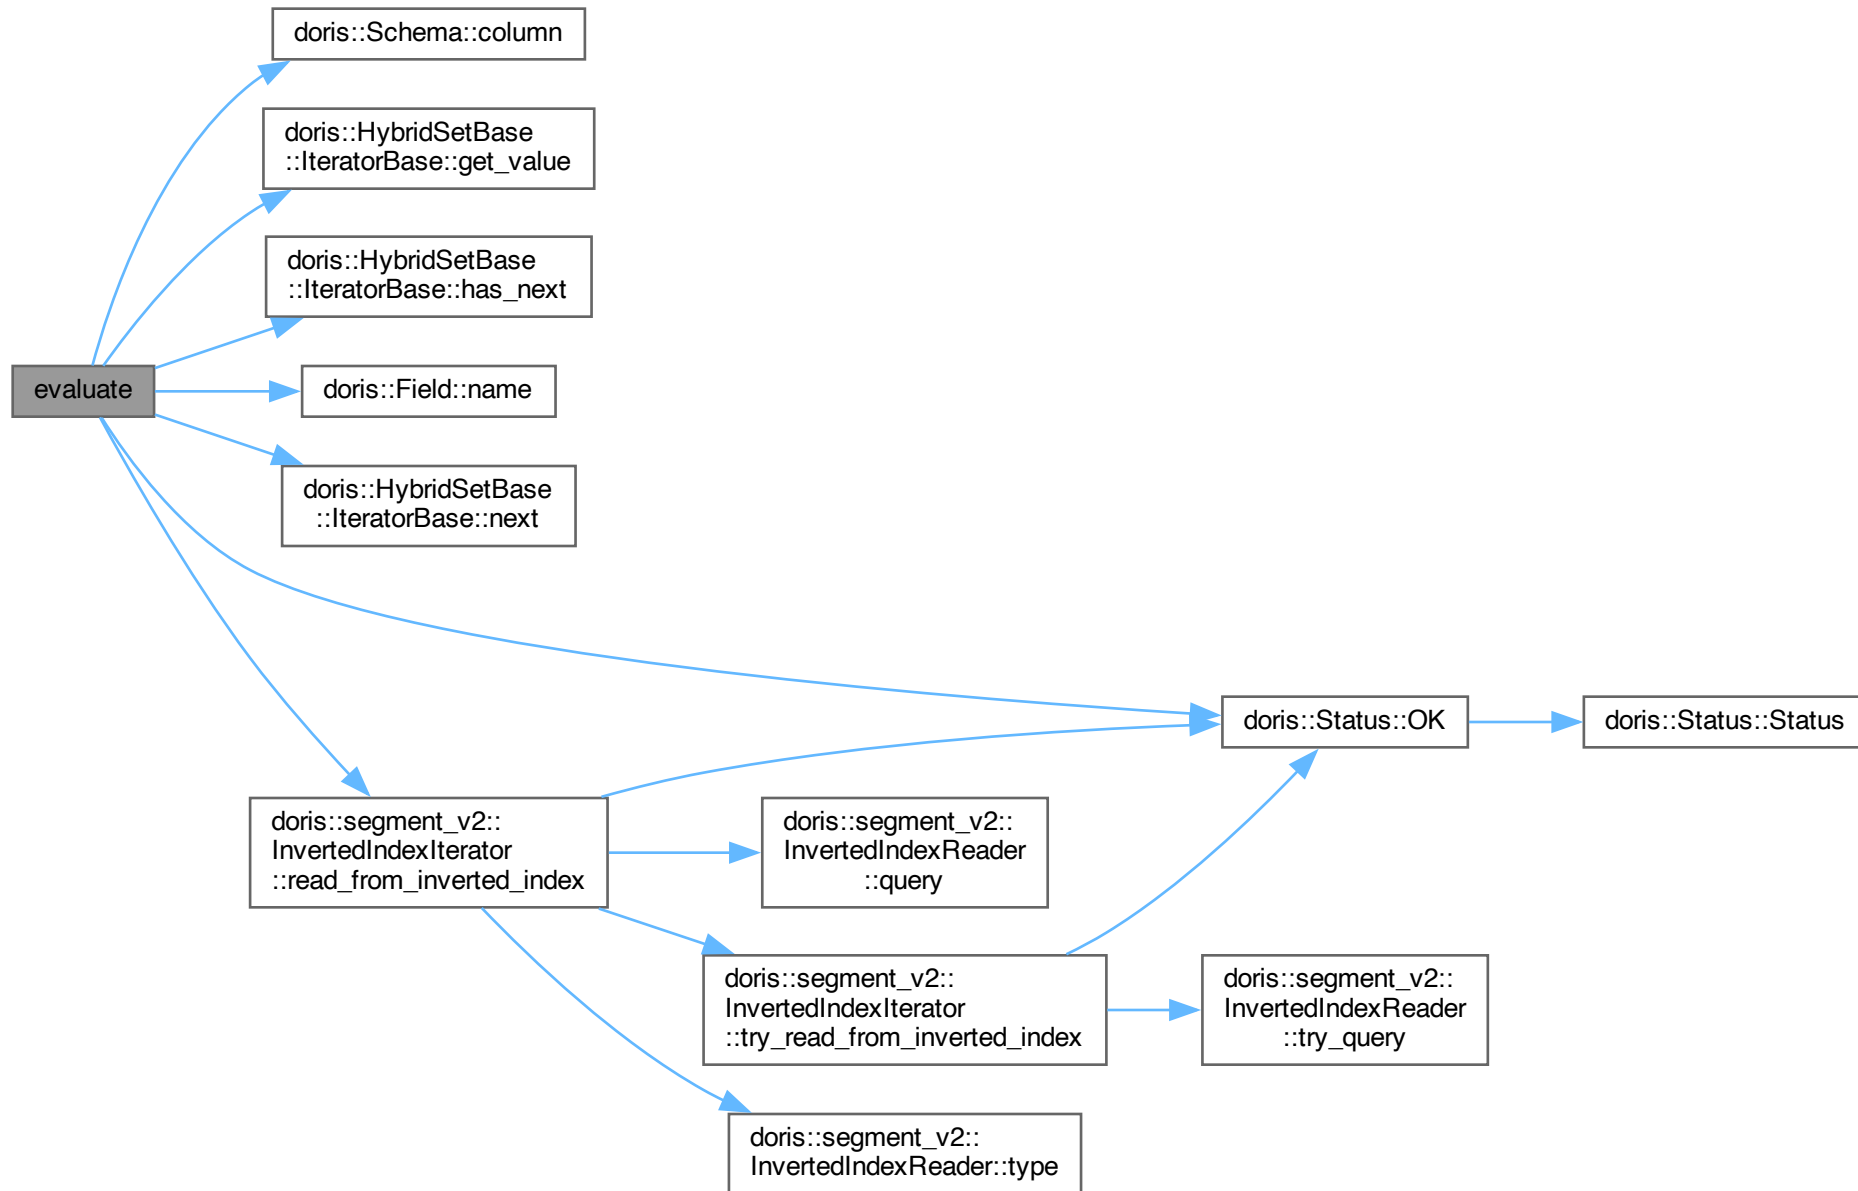 doris::Schema::column
doris::HybridSetBase
::IteratorBase::get_value
doris::HybridSetBase
::IteratorBase::has_next
evaluate
doris::Field::name
doris::HybridSetBase
::IteratorBase::next
doris::Status::OK
doris::Status::Status
doris::segment_v2::
InvertedIndexIterator
::read_from_inverted_index
doris::segment_v2::
InvertedIndexReader
::query
doris::segment_v2::
InvertedIndexIterator
::try_read_from_inverted_index
doris::segment_v2::
InvertedIndexReader
::try_query
doris::segment_v2::
InvertedIndexReader::type